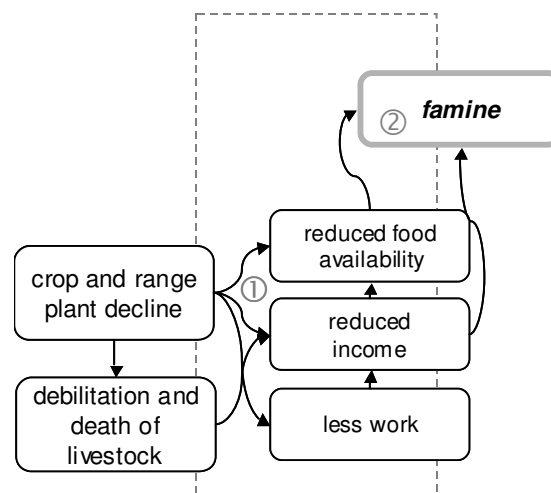 ② famine
reduced food
availability
crop and range
plant decline
①
reduced
income
debilitation and
death of
livestock
less work